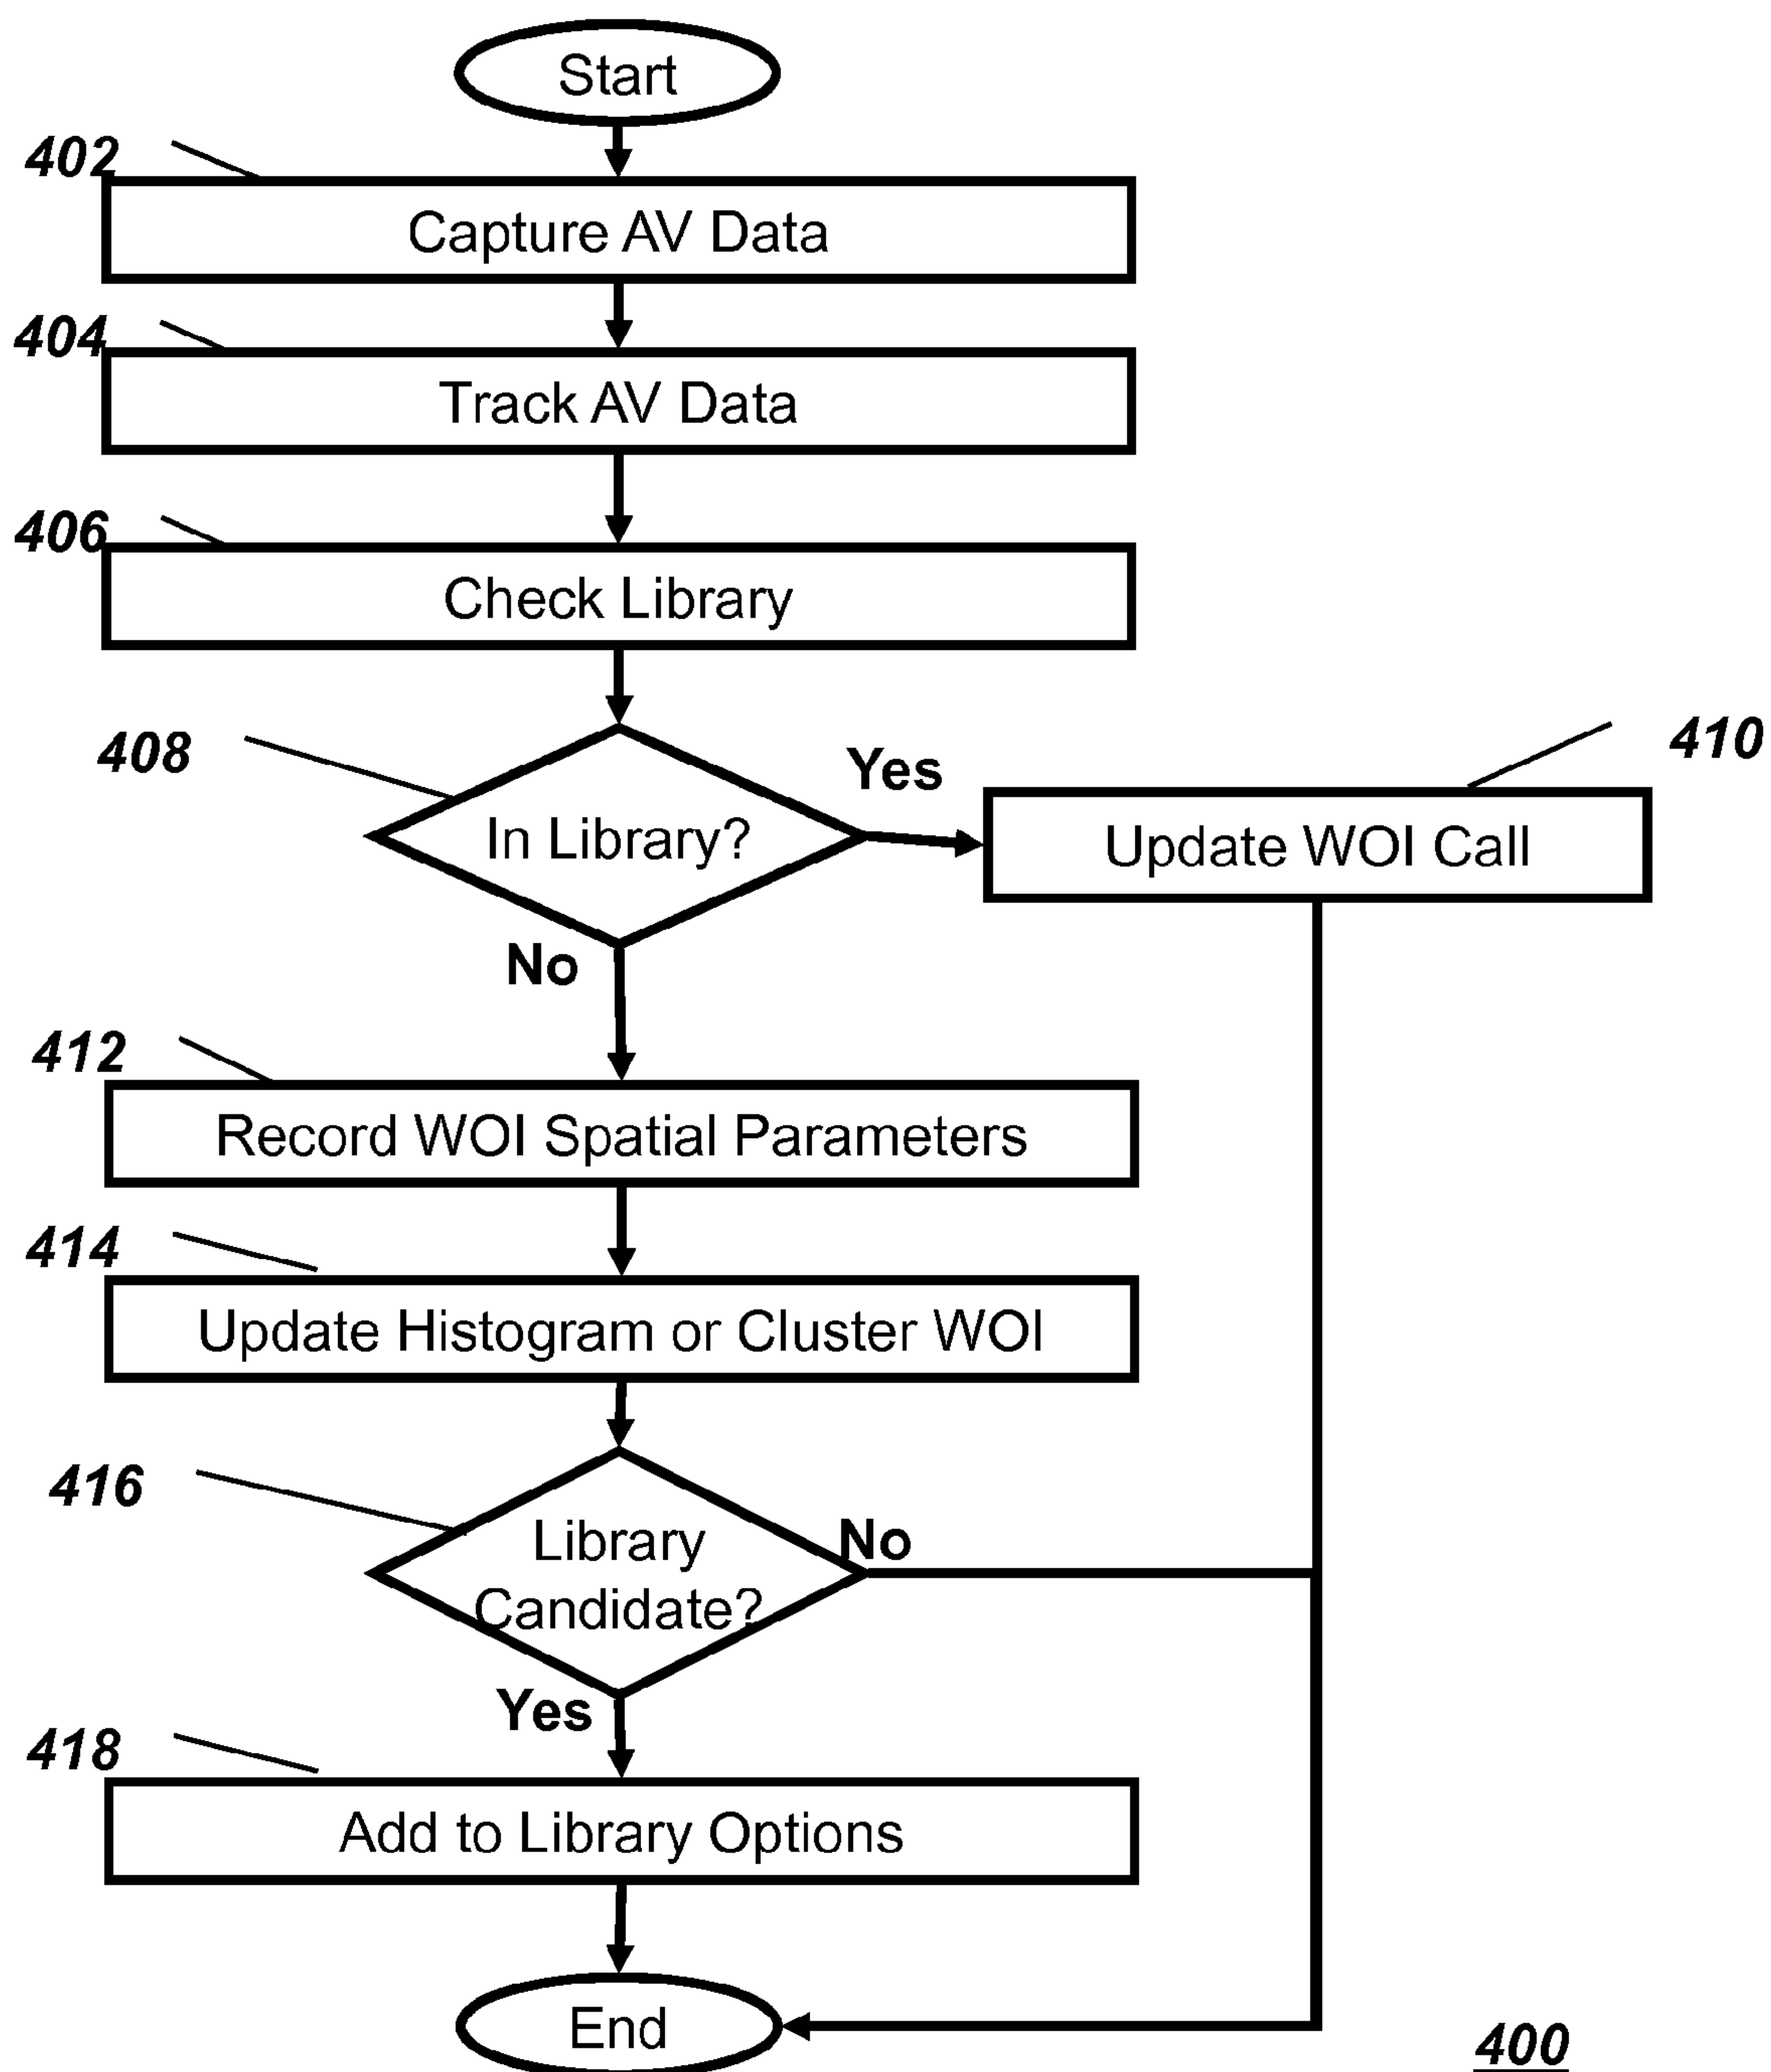 Start
402
Capture AV Data
404
Track AV Data
406
Check Library
408
In Library?
Yes
410
Update WOI Call
No
412
Record WOI Spatial Parameters
414
Update Histogram or Cluster WOI
416
Library
Candidate?
No
Yes
418
Add to Library Options
End
400